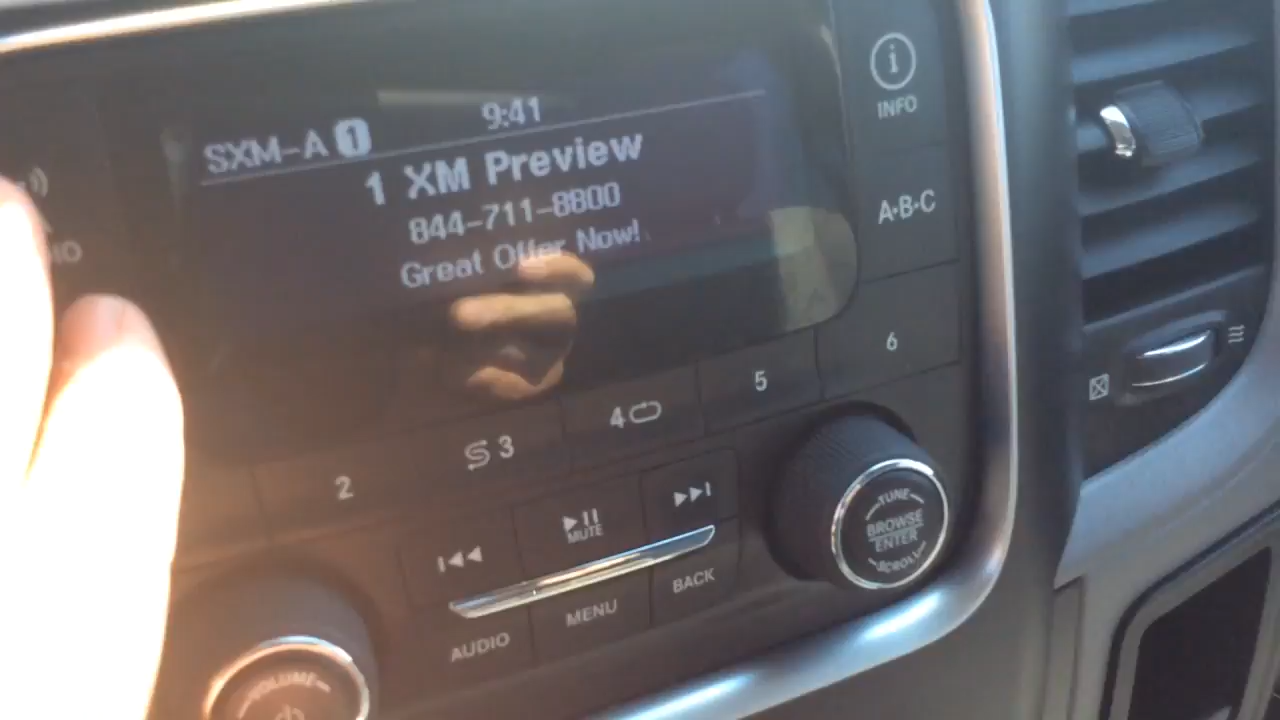 9:41
SXM-A 1
1 XM Preview
844-711-8800
Great Offer Now!
INFO
A·B·C
2
3
4
5
6
MUTE
AUDIO
MENU
BACK
TUNE
BROWSE
ENTER
SCROLL
VOLUME